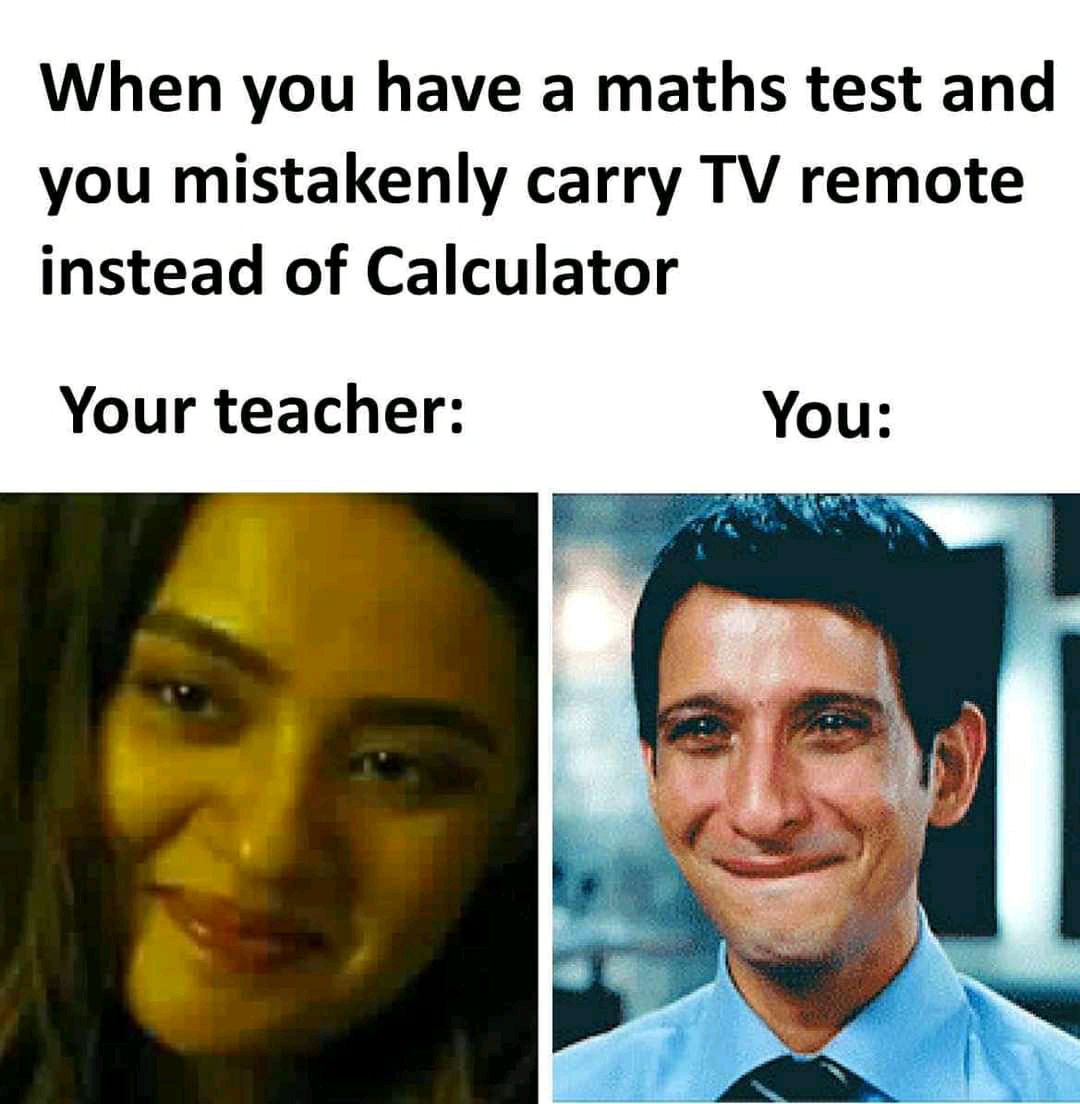 When you have a maths test and
you mistakenly carry TV remote
instead of Calculator
Your teacher:
You: